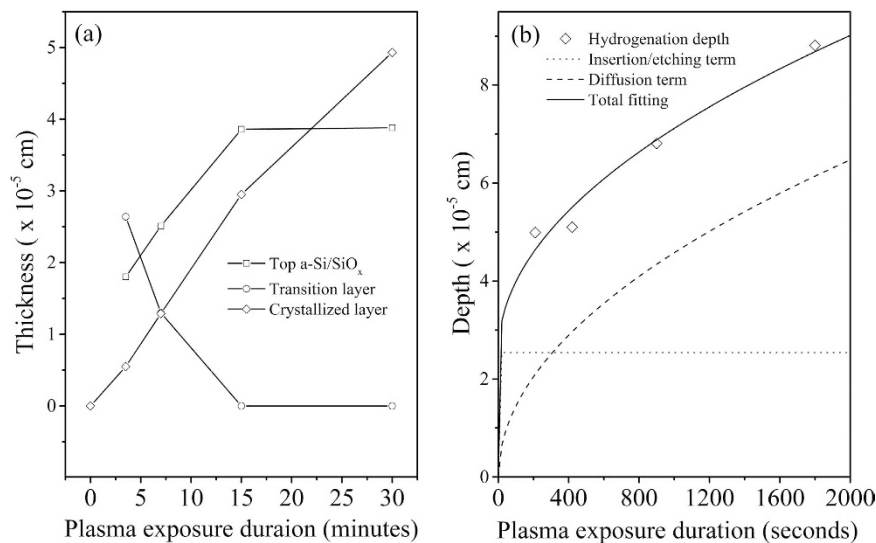 (a)
Thickness ( x 10⁻⁵ cm)
5
4
3
2
1
0
Top a-Si/SiOₓ
Transition layer
Crystallized layer
0 5 10 15 20 25 30
Plasma exposure duraion (minutes)
(b)
Depth ( x 10⁻⁵ cm)
8
6
4
2
0
Hydrogenation depth
Insertion/etching term
Diffusion term
Total fitting
0 400 800 1200 1600 2000
Plasma exposure duration (seconds)